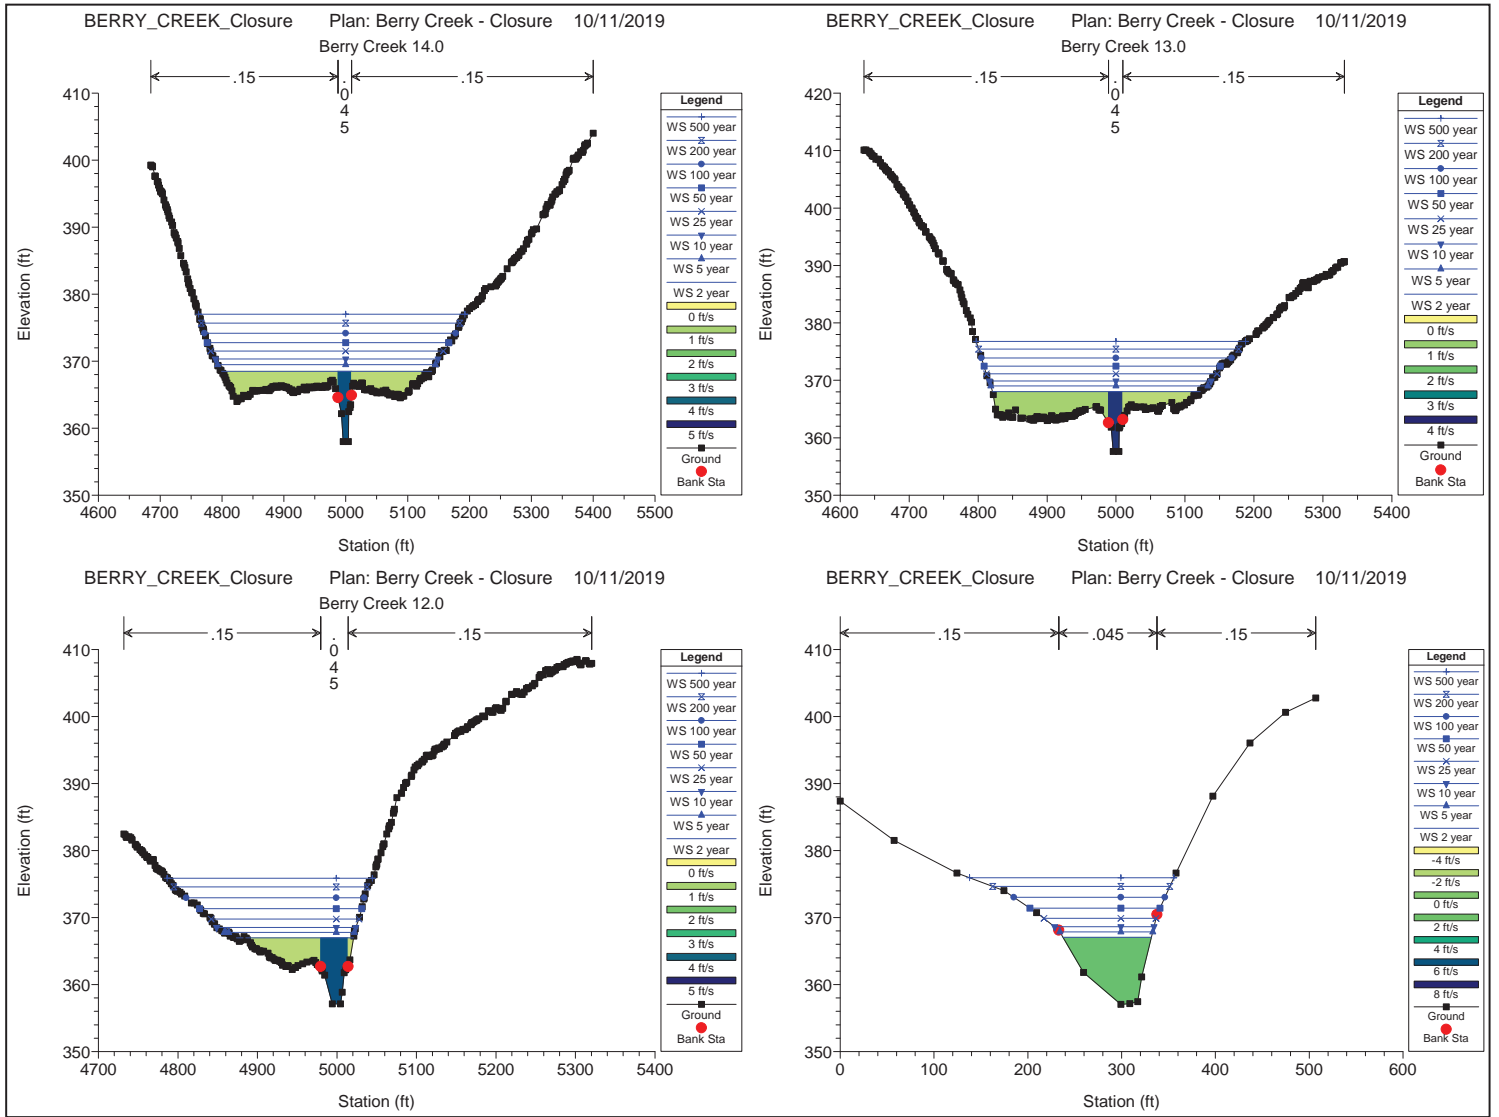 BERRY_CREEK_Closure Plan: Berry Creek - Closure 10/11/2019
Berry Creek 14.0
.15
.045
.15
Elevation (ft)
410
400
390
380
370
360
350
4600 4700 4800 4900 5000 5100 5200 5300 5400 5500
Station (ft)
Legend
WS 500 year
WS 200 year
WS 100 year
WS 50 year
WS 25 year
WS 10 year
WS 5 year
WS 2 year
0 ft/s
1 ft/s
2 ft/s
3 ft/s
4 ft/s
5 ft/s
Ground
Bank Sta
BERRY_CREEK_Closure Plan: Berry Creek - Closure 10/11/2019
Berry Creek 13.0
.15
.045
.15
Elevation (ft)
420
410
400
390
380
370
360
350
4600 4700 4800 4900 5000 5100 5200 5300 5400
Station (ft)
Legend
WS 500 year
WS 200 year
WS 100 year
WS 50 year
WS 25 year
WS 10 year
WS 5 year
WS 2 year
0 ft/s
1 ft/s
2 ft/s
3 ft/s
4 ft/s
Ground
Bank Sta
BERRY_CREEK_Closure Plan: Berry Creek - Closure 10/11/2019
Berry Creek 12.0
.15
.045
.15
Elevation (ft)
410
400
390
380
370
360
350
4700 4800 4900 5000 5100 5200 5300 5400
Station (ft)
Legend
WS 500 year
WS 200 year
WS 100 year
WS 50 year
WS 25 year
WS 10 year
WS 5 year
WS 2 year
0 ft/s
1 ft/s
2 ft/s
3 ft/s
4 ft/s
5 ft/s
Ground
Bank Sta
BERRY_CREEK_Closure Plan: Berry Creek - Closure 10/11/2019
.15
.045
.15
Elevation (ft)
410
400
390
380
370
360
350
0 100 200 300 400 500 600
Station (ft)
Legend
WS 500 year
WS 200 year
WS 100 year
WS 50 year
WS 25 year
WS 10 year
WS 5 year
WS 2 year
-4 ft/s
-2 ft/s
0 ft/s
2 ft/s
4 ft/s
6 ft/s
8 ft/s
Ground
Bank Sta